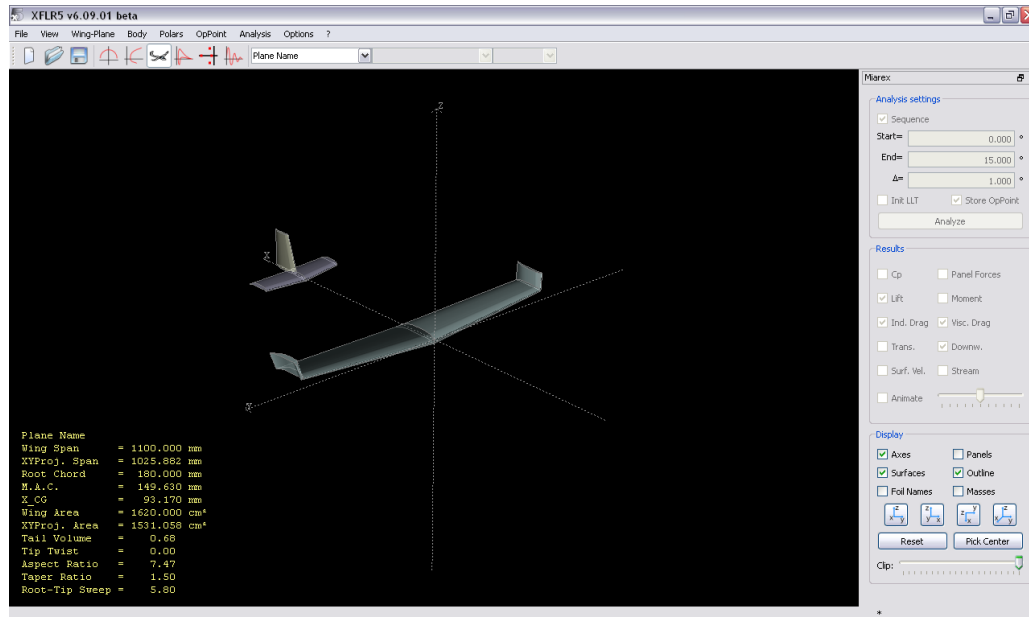 XFLR5 v6.09.01 beta
File View Wing-Plane Body Polars OpPoint Analysis Options ?
Plane Name
Miarex
Analysis settings
Sequence
Start= 0.000 °
End= 15.000 °
Δ= 1.000 °
Init LLT Store OpPoint
Analyze
Results
Cp Panel Forces
Lift Moment
Ind. Drag Visc. Drag
Trans. Downw.
Surf. Vel. Stream
Animate
Display
Axes Panels
Surfaces Outline
Foil Names Masses
z x y z y x z y x z x y
Reset Pick Center
Clip:
*
Z
X
Y
Plane Name
Wing Span = 1100.000 mm
XYProj. Span = 1025.882 mm
Root Chord = 180.000 mm
M.A.C. = 149.630 mm
X_CG = 93.170 mm
Wing Area = 1620.000 cm²
XYProj. Area = 1531.058 cm²
Tail Volume = 0.68
Tip Twist = 0.00
Aspect Ratio = 7.47
Taper Ratio = 1.50
Root-Tip Sweep = 5.80